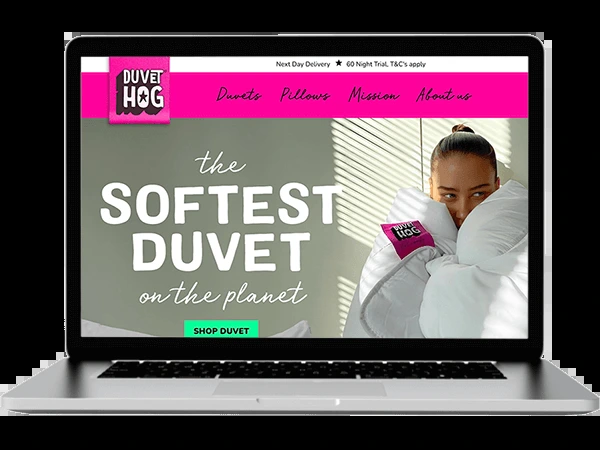 Next Day Delivery ★ 60 Night Trial, T&C's apply
DUVET
HOG
Duvets Pillows Mission About us
the
SOFTEST
DUVET
on the planet
SHOP DUVET
DUVET
HOG